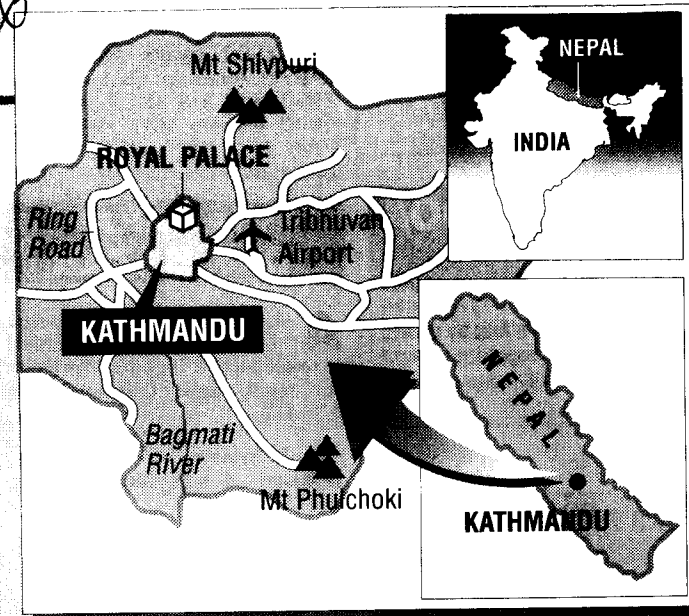 Mt Shivpuri
ROYAL PALACE
Ring
Road
Tribhuvan
Airport
KATHMANDU
Bagmati
River
Mt Phulchoki
NEPAL
INDIA
NEPAL
KATHMANDU